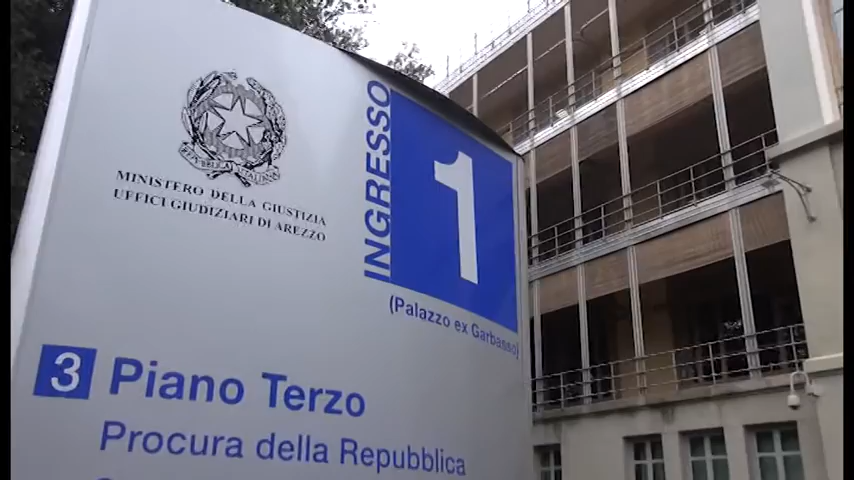 REPVBBLICA ITALIANA
MINISTERO DELLA GIUSTIZIA
UFFICI GIUDIZIARI DI AREZZO
INGRESSO
1
(Palazzo ex Garbasso)
3 Piano Terzo
Procura della Repubblica